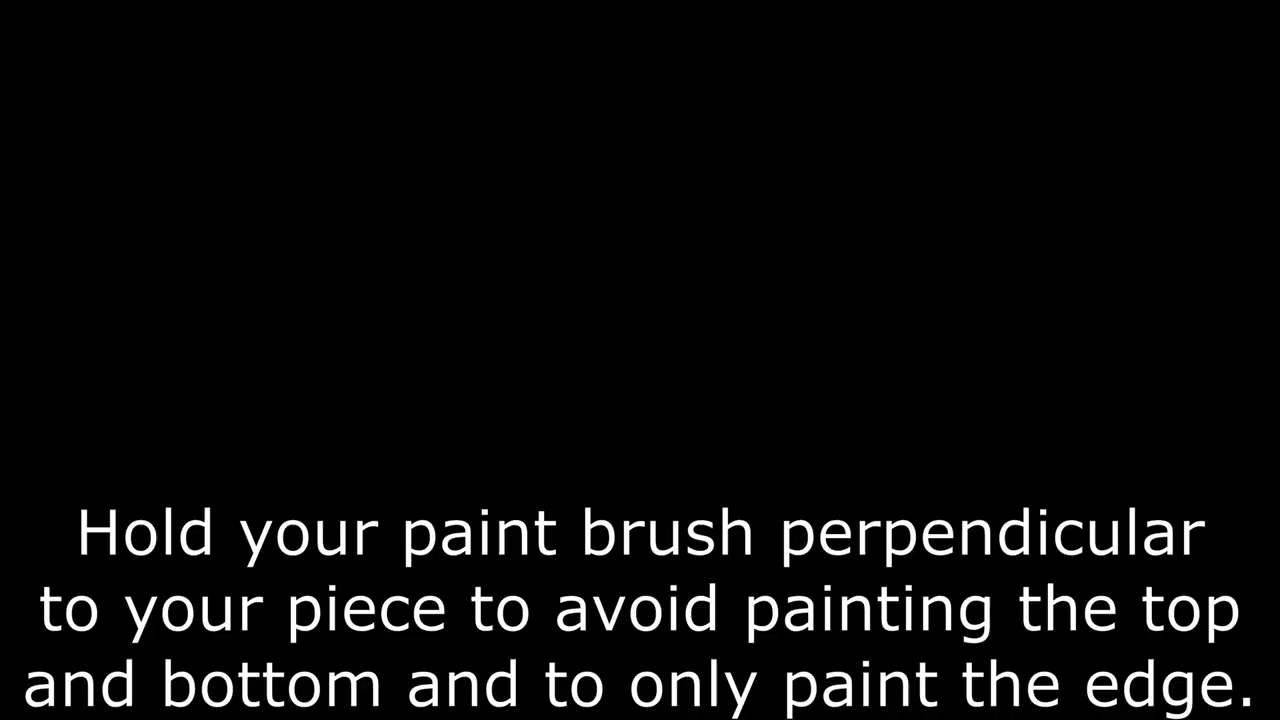 Hold your paint brush perpendicular
to your piece to avoid painting the top
and bottom and to only paint the edge.